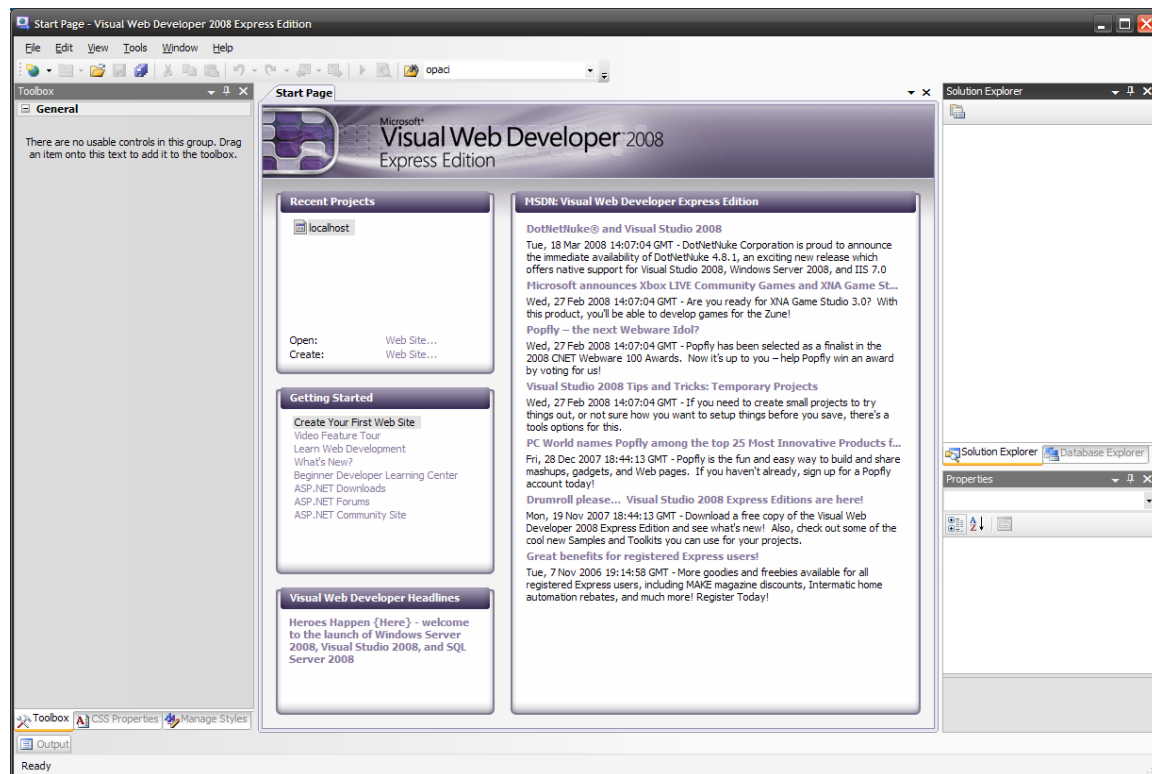 Start Page - Visual Web Developer 2008 Express Edition
File Edit View Tools Window Help
opaci
Toolbox
General
There are no usable controls in this group. Drag
an item onto this text to add it to the toolbox.
Toolbox CSS Properties Manage Styles
Start Page
Microsoft®
Visual Web Developer 2008
Express Edition
Recent Projects
localhost
Open: Web Site...
Create: Web Site...
Getting Started
Create Your First Web Site
Video Feature Tour
Learn Web Development
What's New?
Beginner Developer Learning Center
ASP.NET Downloads
ASP.NET Forums
ASP.NET Community Site
Visual Web Developer Headlines
Heroes Happen {Here} - welcome
to the launch of Windows Server
2008, Visual Studio 2008, and SQL
Server 2008
MSDN: Visual Web Developer Express Edition
DotNetNuke® and Visual Studio 2008
Tue, 18 Mar 2008 14:07:04 GMT - DotNetNuke Corporation is proud to announce
the immediate availability of DotNetNuke 4.8.1, an exciting new release which
offers native support for Visual Studio 2008, Windows Server 2008, and IIS 7.0
Microsoft announces Xbox LIVE Community Games and XNA Game St...
Wed, 27 Feb 2008 14:07:04 GMT - Are you ready for XNA Game Studio 3.0? With
this product, you'll be able to develop games for the Zune!
Popfly – the next Webware Idol?
Wed, 27 Feb 2008 14:07:04 GMT - Popfly has been selected as a finalist in the
2008 CNET Webware 100 Awards. Now it's up to you – help Popfly win an award
by voting for us!
Visual Studio 2008 Tips and Tricks: Temporary Projects
Wed, 27 Feb 2008 14:07:04 GMT - If you need to create small projects to try
things out, or not sure how you want to setup things before you save, there's a
tools options for this.
PC World names Popfly among the top 25 Most Innovative Products f...
Fri, 28 Dec 2007 18:44:13 GMT - Popfly is the fun and easy way to build and share
mashups, gadgets, and Web pages. If you haven't already, sign up for a Popfly
account today!
Drumroll please... Visual Studio 2008 Express Editions are here!
Mon, 19 Nov 2007 18:44:13 GMT - Download a free copy of the Visual Web
Developer 2008 Express Edition and see what's new! Also, check out some of the
cool new Samples and Toolkits you can use for your projects.
Great benefits for registered Express users!
Tue, 7 Nov 2006 19:14:58 GMT - More goodies and freebies available for all
registered Express users, including MAKE magazine discounts, Intermatic home
automation rebates, and much more! Register Today!
Solution Explorer
Solution Explorer Database Explorer
Properties
Output
Ready